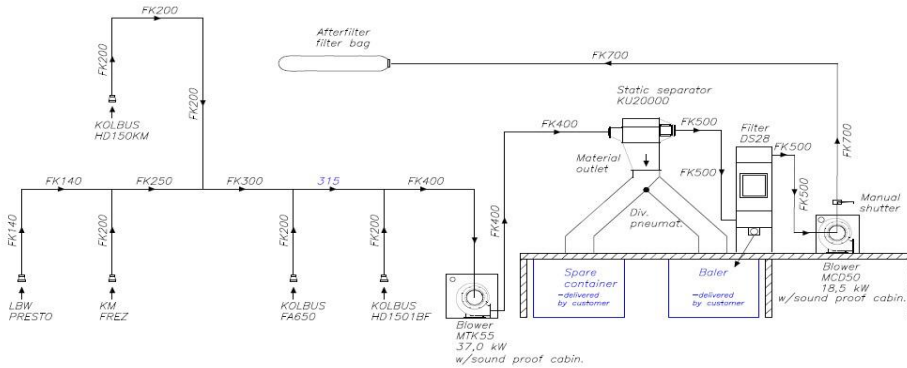 FK200
Afterfilter
filter bag
FK700
FK200
FK200
KOLBUS
HD150KM
Static separator
KU20000
FK400
FK500
Filter
DS28
FK500
FK700
Material
outlet
FK500
FK500
Manual
shutter
FK140
FK250
FK300
315
FK400
FK140
FK200
FK200
FK200
FK400
Div.
pneumat.
LBW
PRESTO
KM
FREZ
KOLBUS
FA650
KOLBUS
HD1501BF
Blower
MTK55
37,0 kW
w/sound proof cabin.
Spare
container
-delivered
by customer
Baler
-delivered
by customer
Blower
MCD50
18,5 kW
w/sound proof cabin.